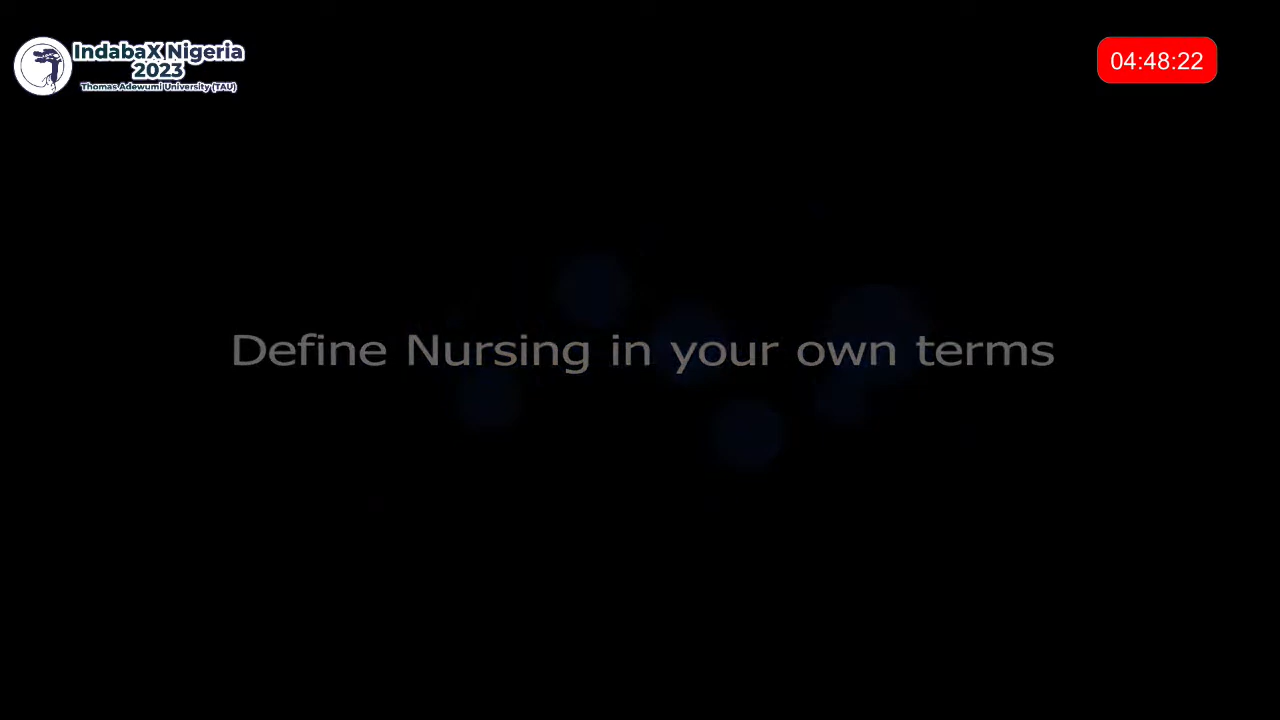 IndabaX Nigeria
2023
Thomas Adewumi University (TAU)
04:48:22
Define Nursing in your own terms